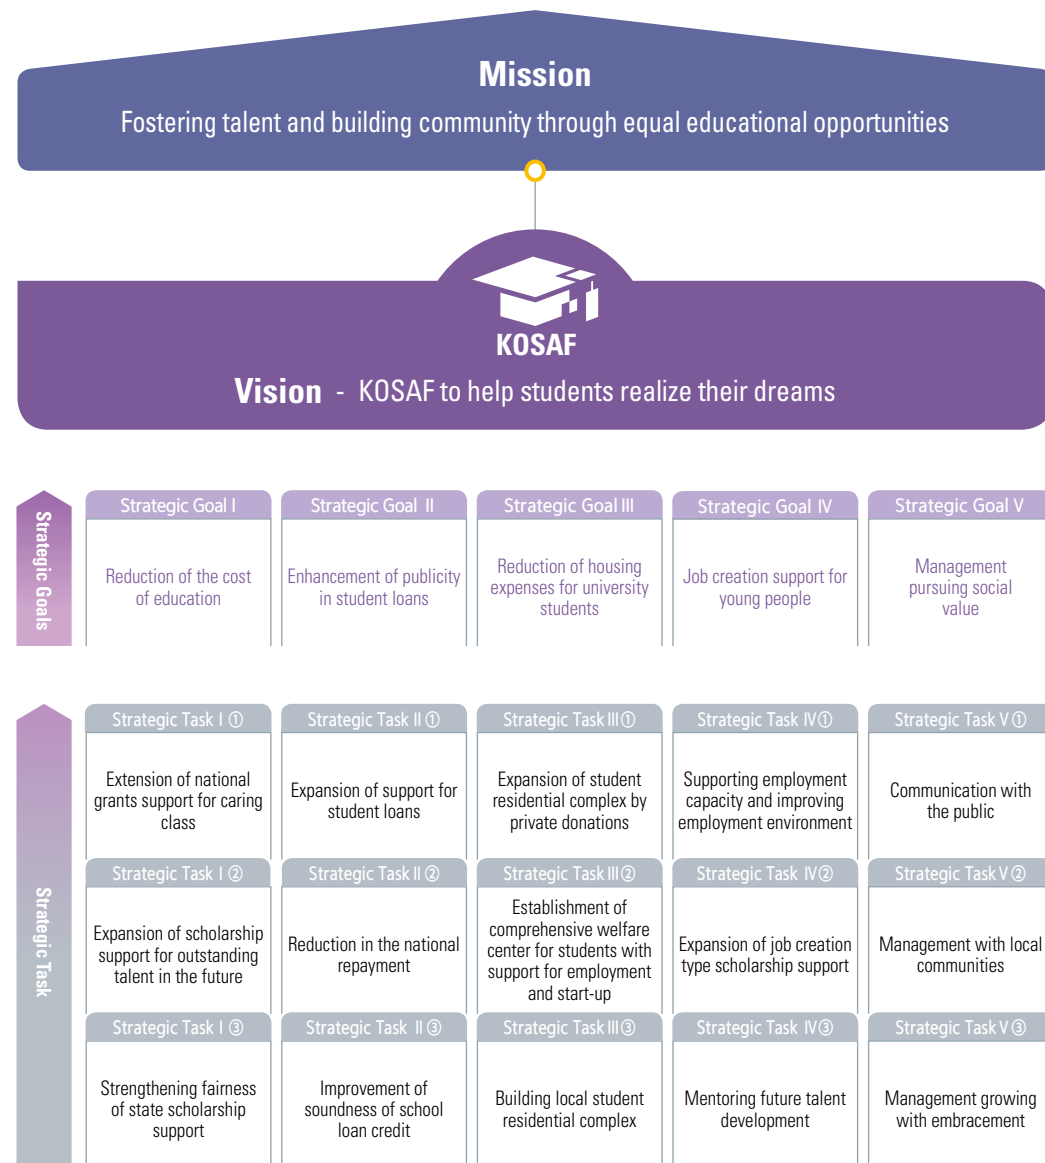 Mission
Fostering talent and building community through equal educational opportunities
KOSAF
Vision - KOSAF to help students realize their dreams
Strategic Goals
Strategic Goal I
Reduction of the cost
of education
Strategic Goal II
Enhancement of publicity
in student loans
Strategic Goal III
Reduction of housing
expenses for university
students
Strategic Goal IV
Job creation support for
young people
Strategic Goal V
Management
pursuing social
value
Strategic Task
Strategic Task I ①
Extension of national
grants support for caring
class
Strategic Task II ①
Expansion of support for
student loans
Strategic Task III ①
Expansion of student
residential complex by
private donations
Strategic Task IV ①
Supporting employment
capacity and improving
employment environment
Strategic Task V ①
Communication with
the public
Strategic Task I ②
Expansion of scholarship
support for outstanding
talent in the future
Strategic Task II ②
Reduction in the national
repayment
Strategic Task III ②
Establishment of
comprehensive welfare
center for students with
support for employment
and start-up
Strategic Task IV ②
Expansion of job creation
type scholarship support
Strategic Task V ②
Management with local
communities
Strategic Task I ③
Strengthening fairness
of state scholarship
support
Strategic Task II ③
Improvement of
soundness of school
loan credit
Strategic Task III ③
Building local student
residential complex
Strategic Task IV ③
Mentoring future talent
development
Strategic Task V ③
Management growing
with embracement